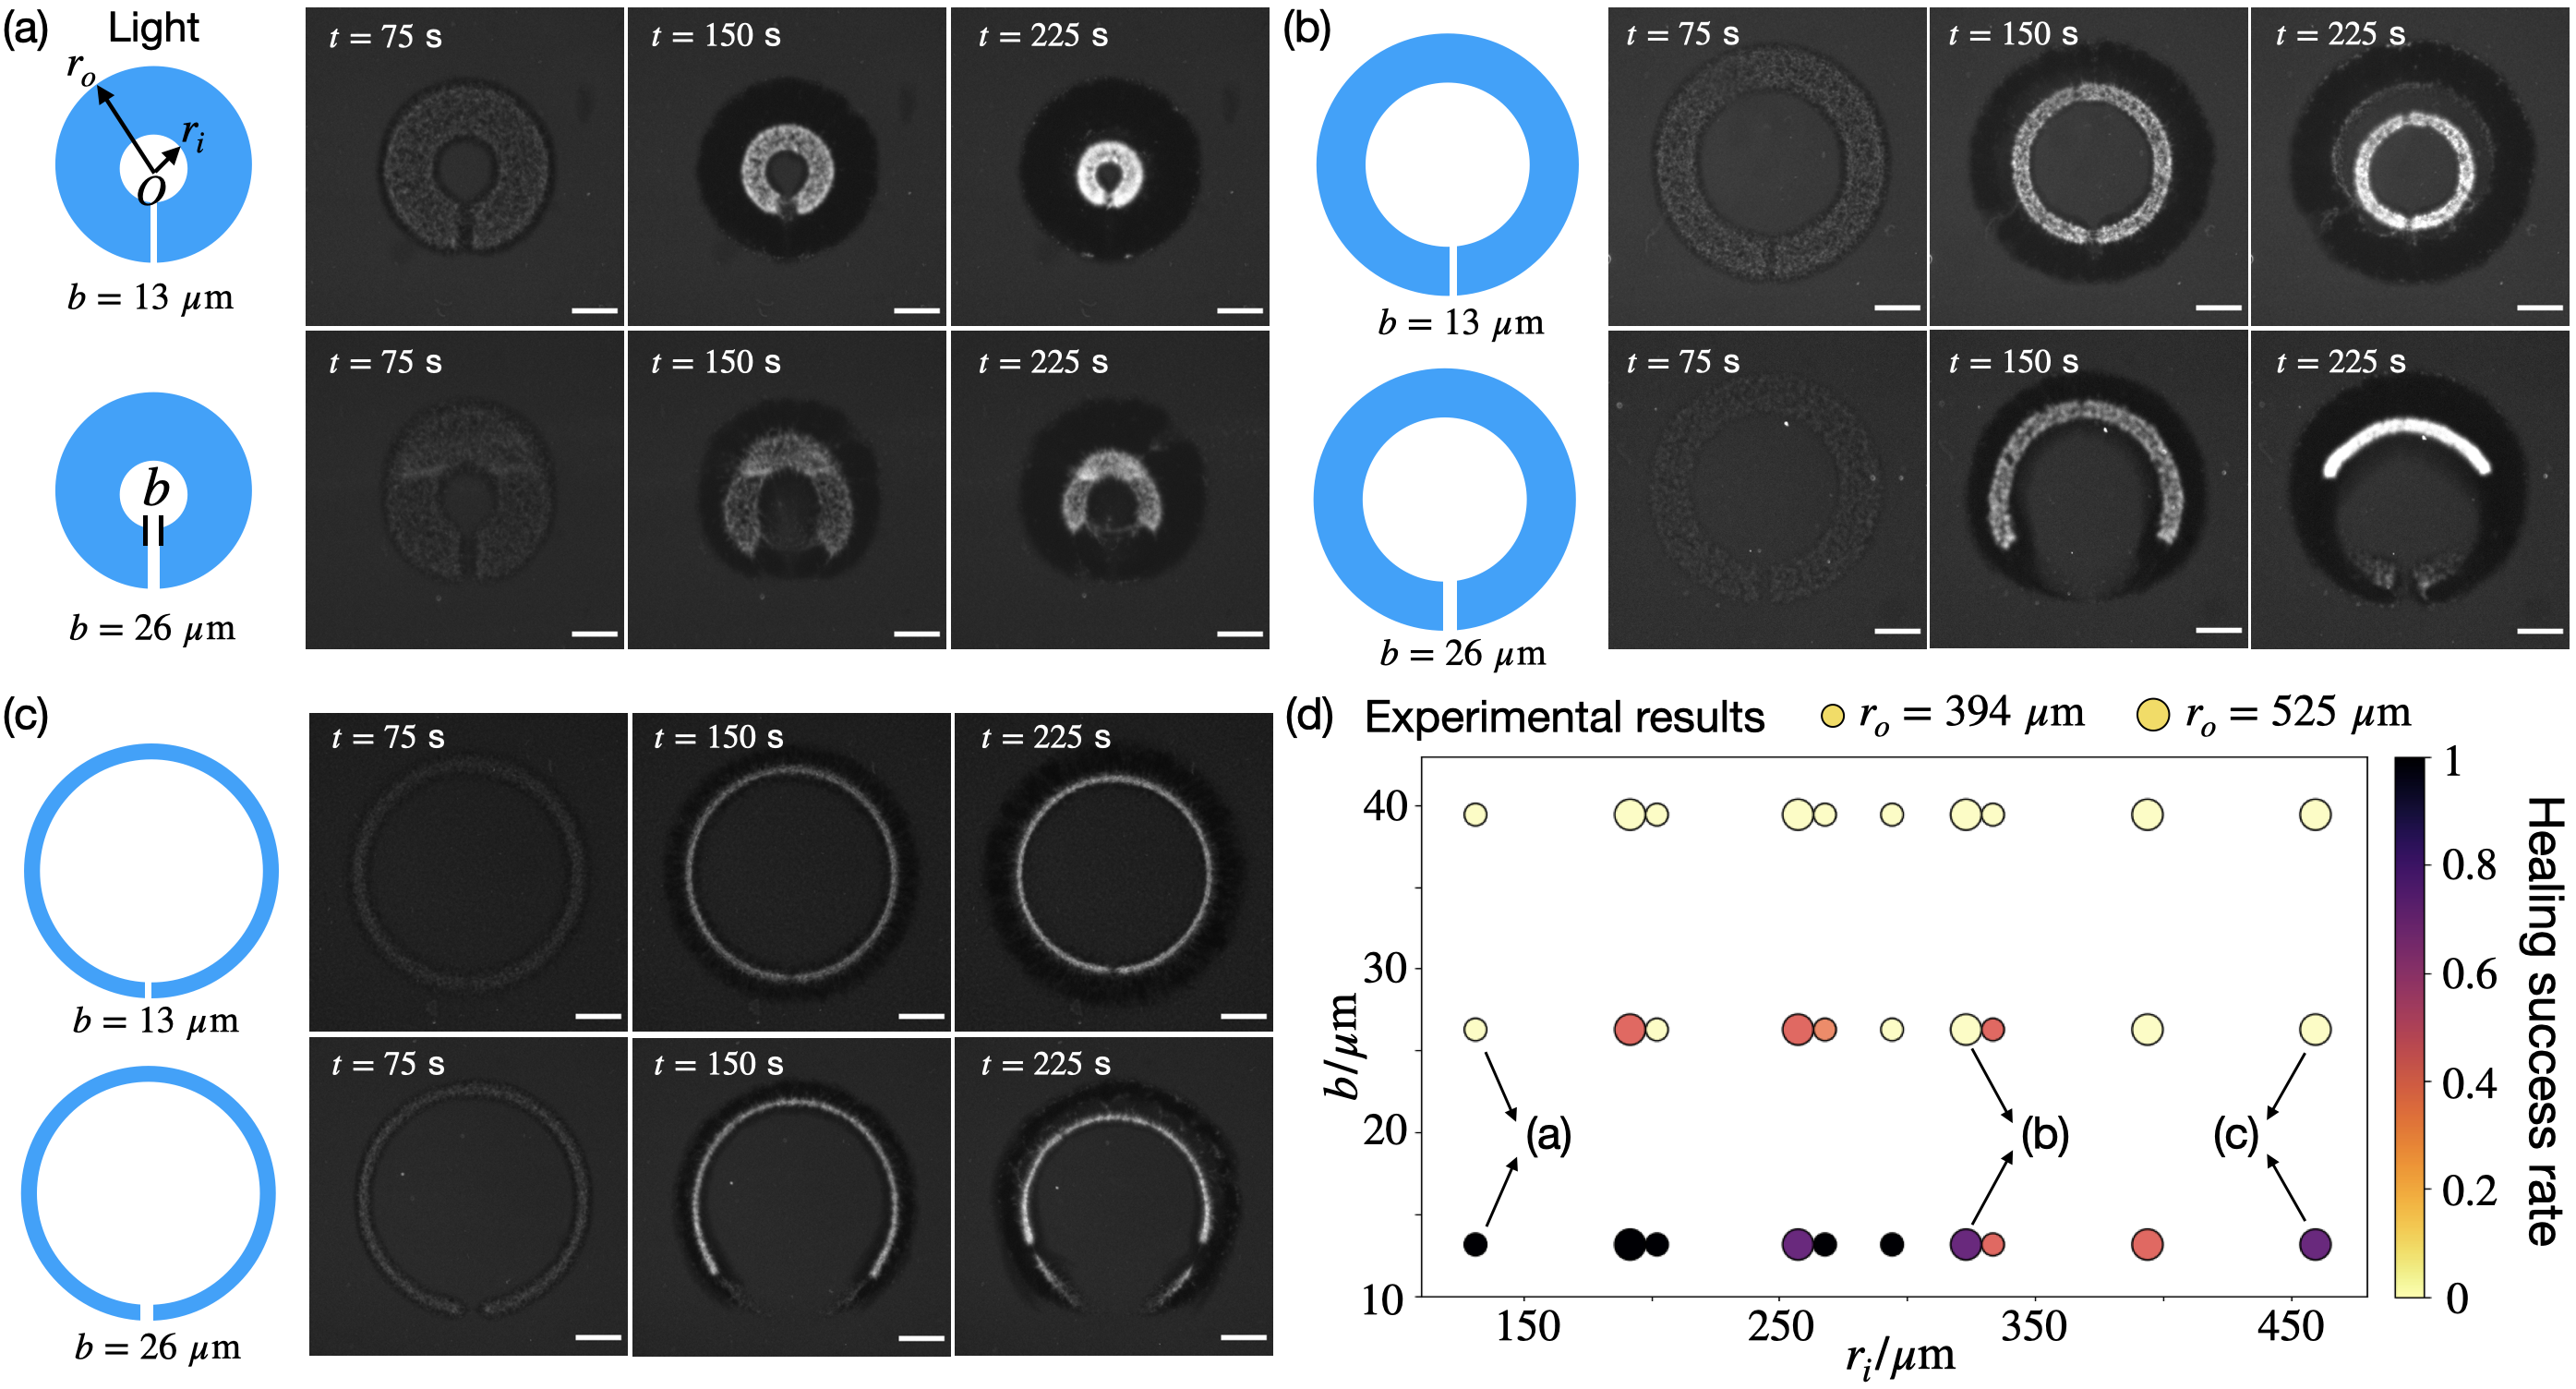 (a) Light
r_o
r_i
O
b = 13 μm
t = 75 s
t = 150 s
t = 225 s
b
b = 26 μm
t = 75 s
t = 150 s
t = 225 s
(b)
b = 13 μm
t = 75 s
t = 150 s
t = 225 s
b = 26 μm
t = 75 s
t = 150 s
t = 225 s
(c)
b = 13 μm
t = 75 s
t = 150 s
t = 225 s
b = 26 μm
t = 75 s
t = 150 s
t = 225 s
(d) Experimental results r_o = 394 μm r_o = 525 μm
40
30
20
10
b/μm
150 250 350 450
r_i/μm
(a)
(b)
(c)
1
0.8
0.6
0.4
0.2
0
Healing success rate